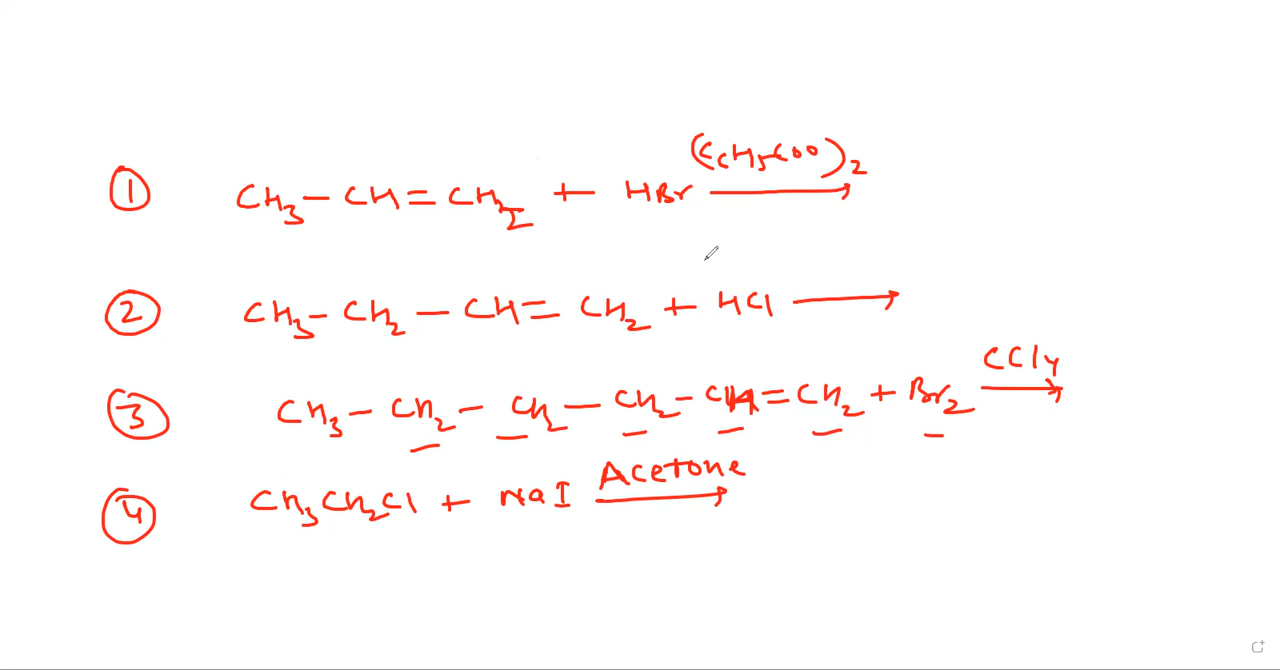 ① CH₃ – CH = CH₂ + HBr (C₆H₅COO)₂ →
② CH₃ – CH₂ – CH = CH₂ + HCl →
③ CH₃ – CH₂ – CH₂ – CH₂ – CH = CH₂ + Br₂ CCl₄ →
④ CH₃CH₂Cl + NaI Acetone →